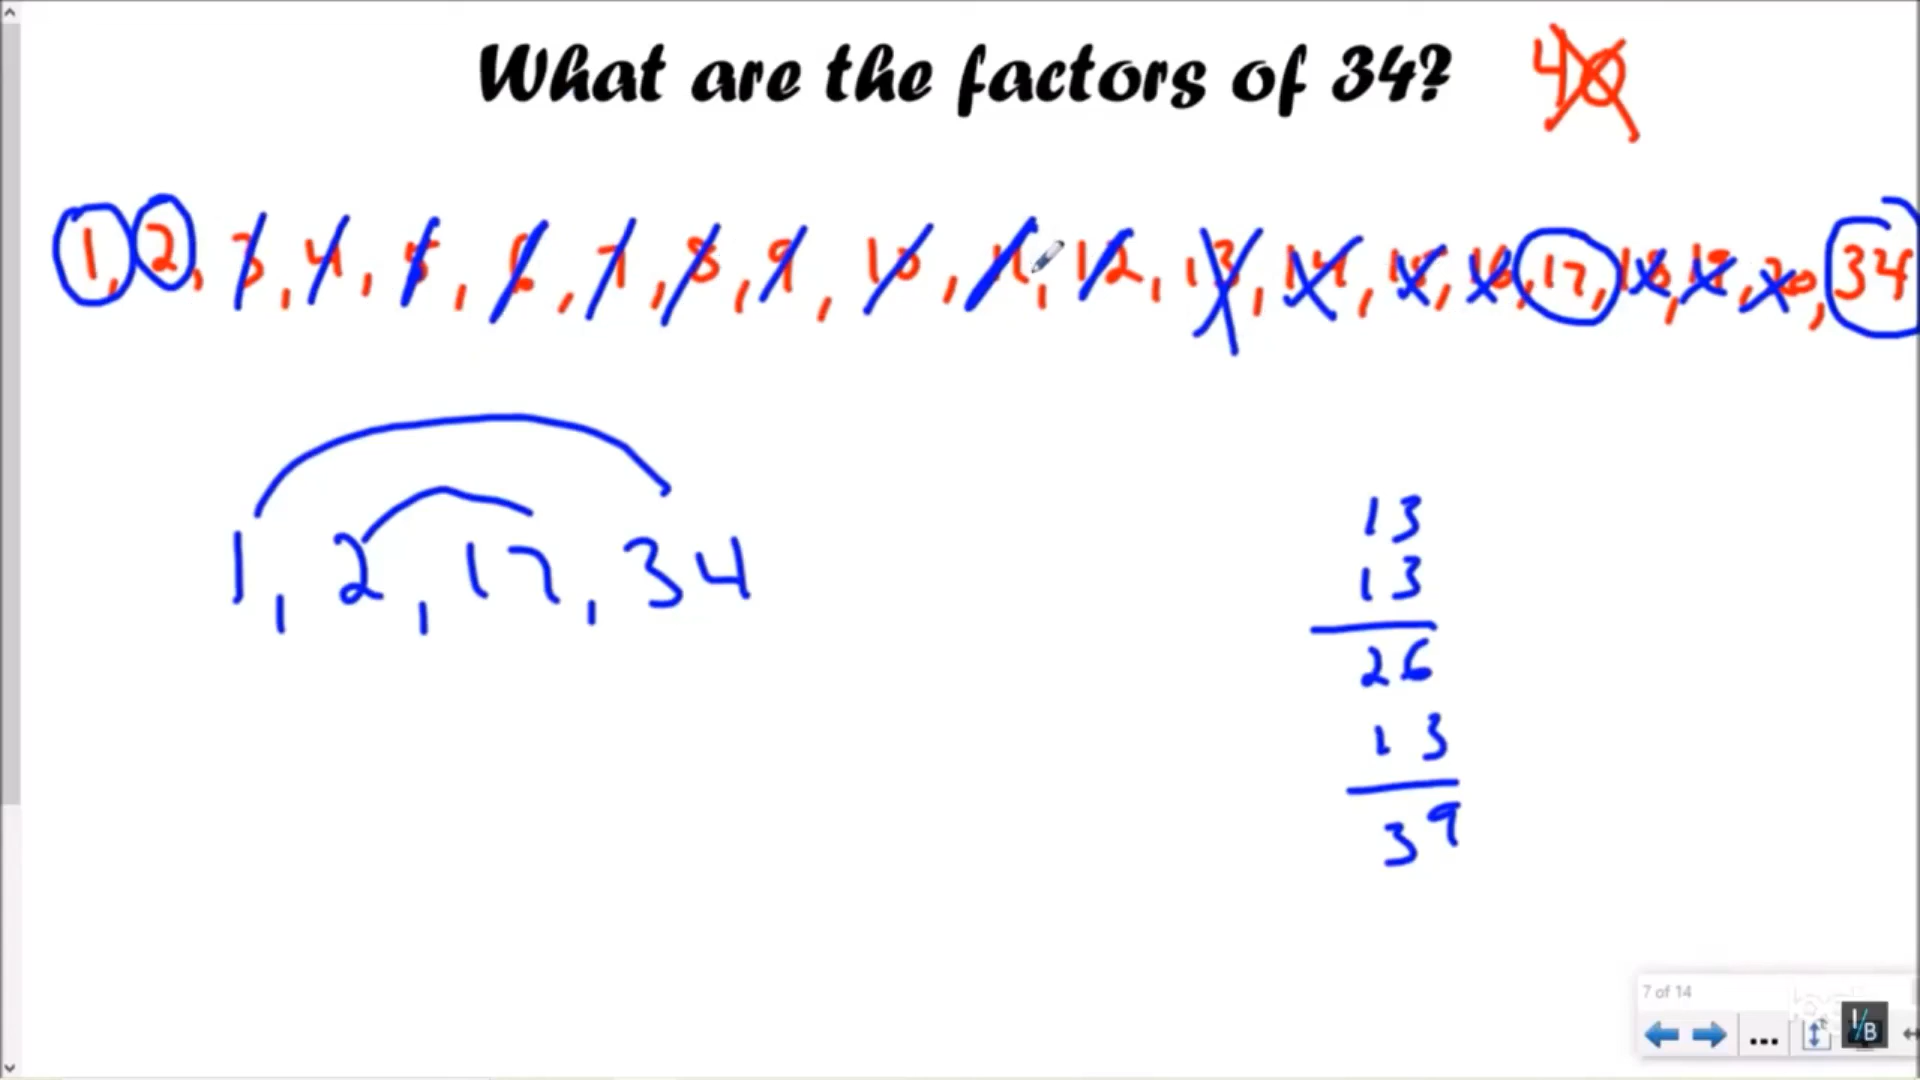 What are the factors of 34? 40
1, 2, 3, 4, 5, 6, 7, 8, 9, 10, 11, 12, 13, 14, 15, 16, 17, 18, 19, 20, 34
1, 2, 17, 34
13
13
26
13
39
7 of 14
...
I/B